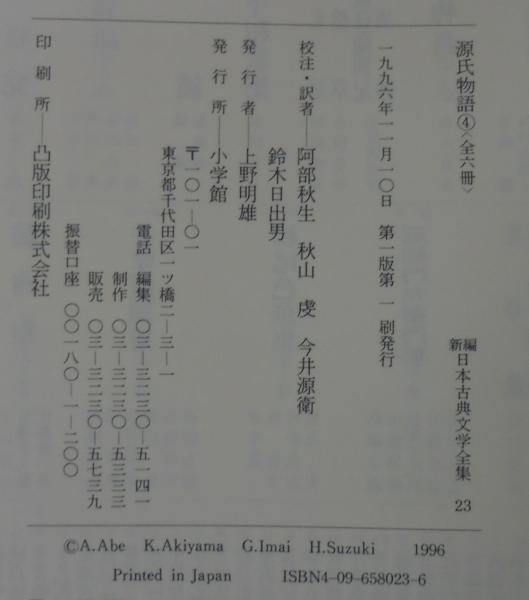 新編日本古典文学全集 23
源氏物語④〈全六冊〉
一九九六年一一月一〇日 第一版第一刷発行
校注・訳者――阿部秋生 秋山 虔 今井源衛
鈴木日出男
発行者――上野明雄
発行所――小学館
〒一〇一―〇一
東京都千代田区一ツ橋二―三―一
電話 編集 〇三―三二三〇―五一四一
制作 〇三―三二三〇―五三三三
販売 〇三―三二三〇―五七三九
振替口座 〇〇一八〇―一―二〇〇
印刷所――凸版印刷株式会社
©A.Abe K.Akiyama G.Imai H.Suzuki 1996
Printed in Japan ISBN4-09-658023-6